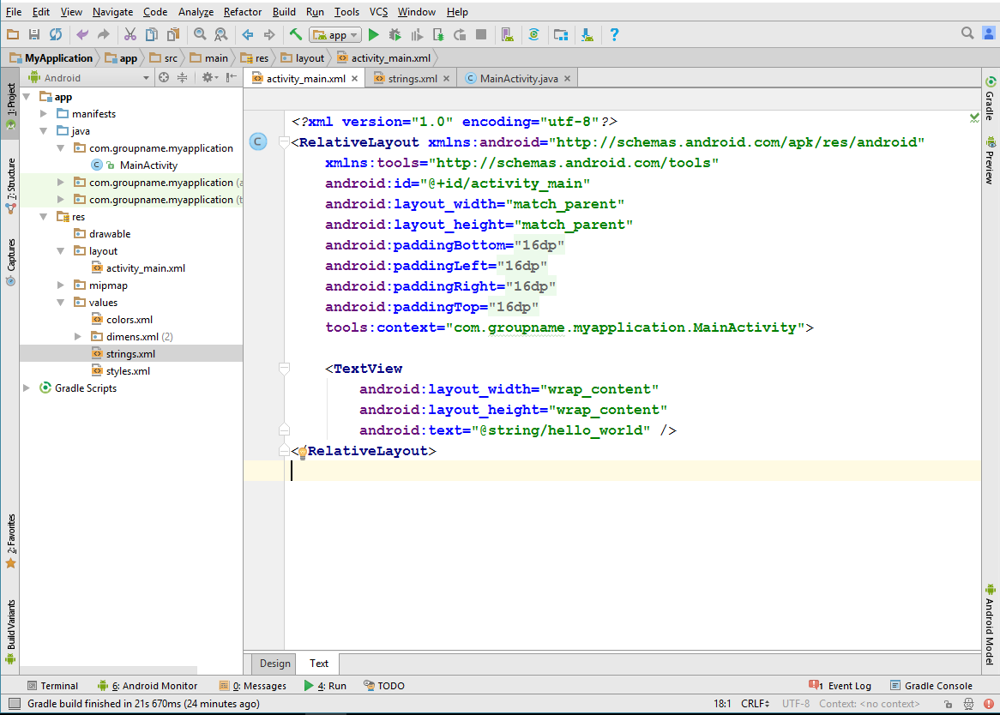 File Edit View Navigate Code Analyze Refactor Build Run Tools VCS Window Help
app
MyApplication app src main res layout activity_main.xml
Android
activity_main.xml strings.xml MainActivity.java
1: Project
7: Structure
Captures
2: Favorites
Build Variants
app
manifests
java
com.groupname.myapplication
MainActivity
com.groupname.myapplication (a
com.groupname.myapplication (t
res
drawable
layout
activity_main.xml
mipmap
values
colors.xml
dimens.xml (2)
strings.xml
styles.xml
Gradle Scripts
<?xml version="1.0" encoding="utf-8"?>
<RelativeLayout xmlns:android="http://schemas.android.com/apk/res/android"
xmlns:tools="http://schemas.android.com/tools"
android:id="@+id/activity_main"
android:layout_width="match_parent"
android:layout_height="match_parent"
android:paddingBottom="16dp"
android:paddingLeft="16dp"
android:paddingRight="16dp"
android:paddingTop="16dp"
tools:context="com.groupname.myapplication.MainActivity">
<TextView
android:layout_width="wrap_content"
android:layout_height="wrap_content"
android:text="@string/hello_world" />
</RelativeLayout>
Gradle
Preview
Android Model
Design Text
Terminal 6: Android Monitor 0: Messages 4: Run TODO 1 Event Log Gradle Console
Gradle build finished in 21s 670ms (24 minutes ago) 18:1 CRLF UTF-8 Context: <no context>